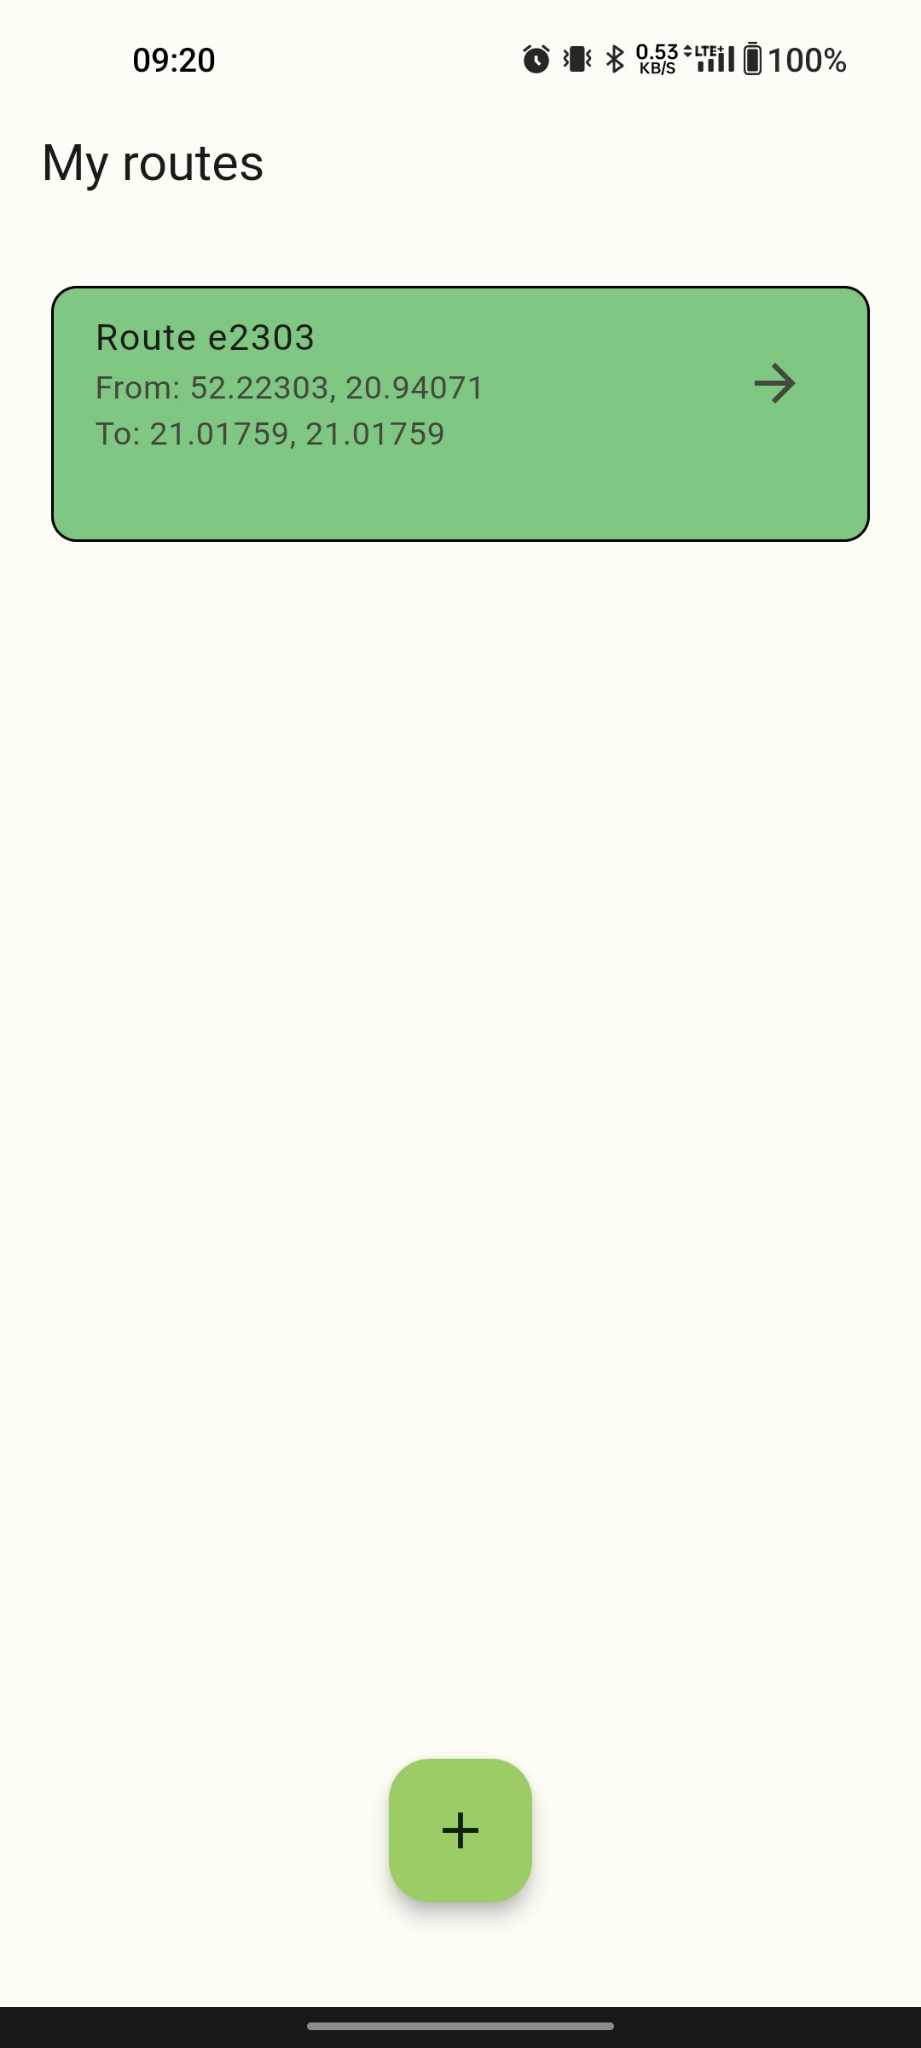 09:20
0.53
KB/S
LTE+
100%
My routes
Route e2303
From: 52.22303, 20.94071
To: 21.01759, 21.01759